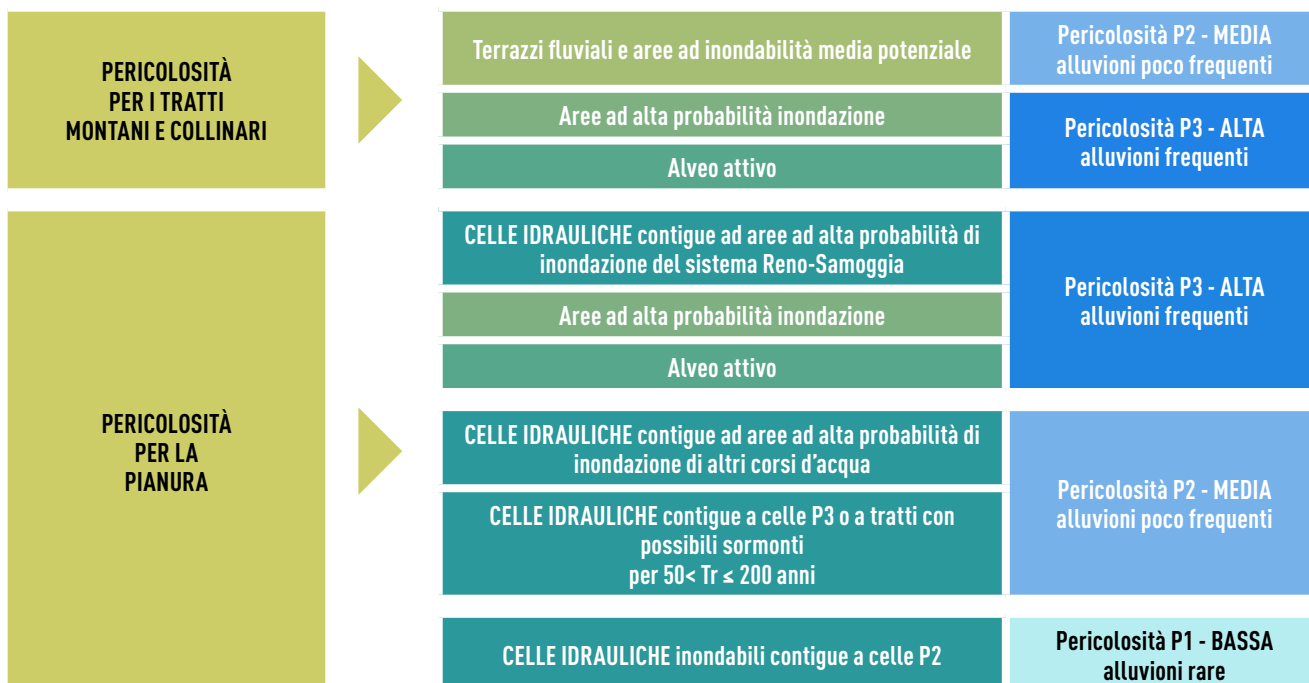 PERICOLOSITÀ
PER I TRATTI
MONTANI E COLLINARI
Terrazzi fluviali e aree ad inondabilità media potenziale
Pericolosità P2 - MEDIA
alluvioni poco frequenti
Aree ad alta probabilità inondazione
Alveo attivo
Pericolosità P3 - ALTA
alluvioni frequenti
PERICOLOSITÀ
PER LA
PIANURA
CELLE IDRAULICHE contigue ad aree ad alta probabilità di
inondazione del sistema Reno-Samoggia
Aree ad alta probabilità inondazione
Alveo attivo
Pericolosità P3 - ALTA
alluvioni frequenti
CELLE IDRAULICHE contigue ad aree ad alta probabilità di
inondazione di altri corsi d'acqua
CELLE IDRAULICHE contigue a celle P3 o a tratti con
possibili sormonti
per 50< Tr ≤ 200 anni
Pericolosità P2 - MEDIA
alluvioni poco frequenti
CELLE IDRAULICHE inondabili contigue a celle P2
Pericolosità P1 - BASSA
alluvioni rare